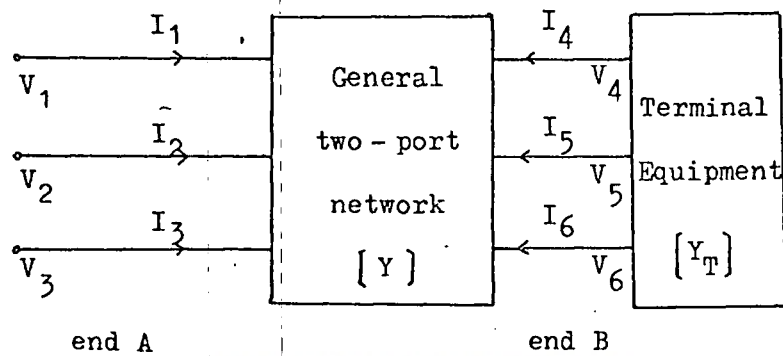 I1
V1
I2
V2
I3
V3
General
two-port
network
[Y]
I4
V4
I5
V5
I6
V6
Terminal
Equipment
[YT]
end A
end B